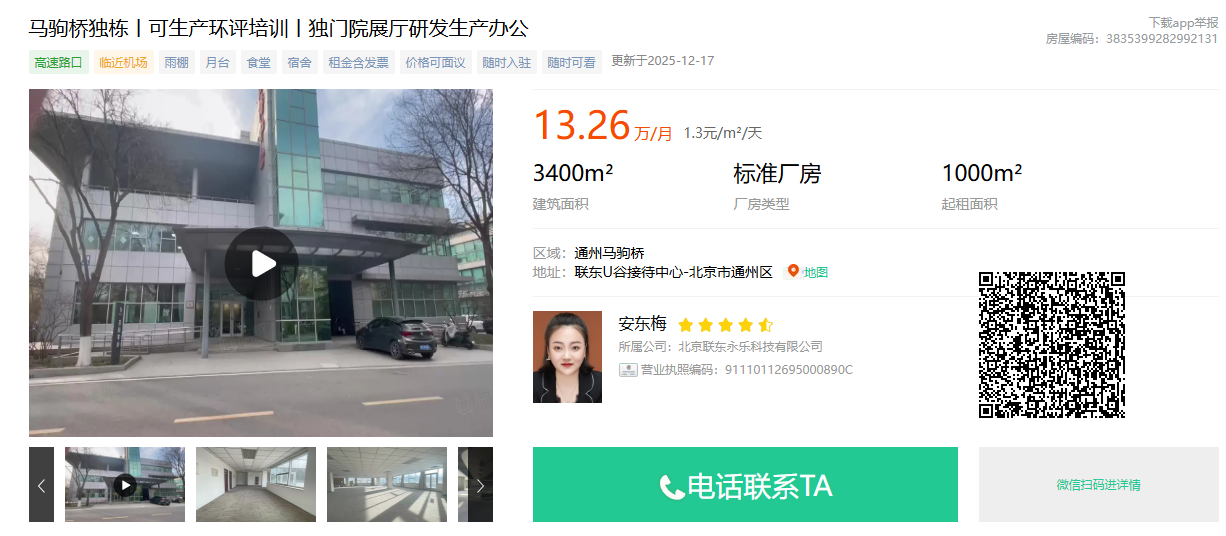 马驹桥独栋丨可生产环评培训丨独门院展厅研发生产办公
下载app举报
房屋编码：3835399282992131
高速路口 临近机场 雨棚 月台 食堂 宿舍 租金含发票 价格可面议 随时入驻 随时可看 更新于2025-12-17
13.26 万/月 1.3元/m²/天
3400m² 标准厂房 1000m²
建筑面积 厂房类型 起租面积
区域：通州马驹桥
地址：联东U谷接待中心-北京市通州区 地图
安东梅
所属公司：北京联东永乐科技有限公司
营业执照编码：91110112695000890C
电话联系TA
微信扫码进详情